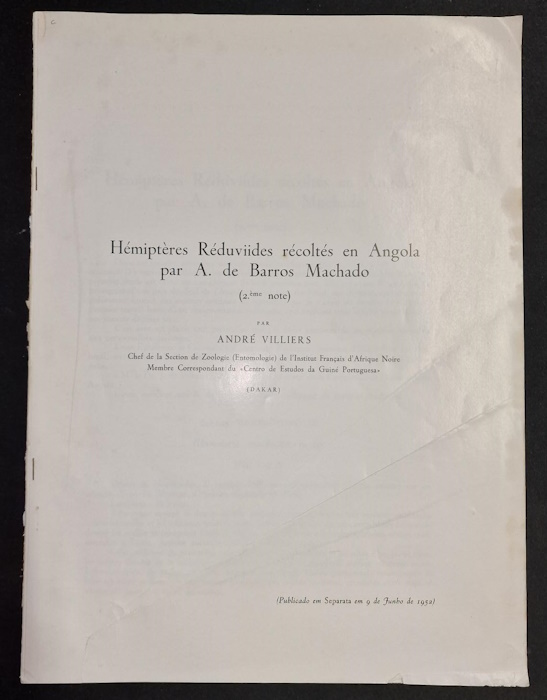 Hémiptères Réduviides récoltés en Angola
par A. de Barros Machado
(2.ème note)
PAR
ANDRÉ VILLIERS
Chef de la Section de Zoologie (Entomologie) de l'Institut Français d'Afrique Noire
Membre Correspondant du «Centro de Estudos da Guiné Portuguesa»
(DAKAR)
(Publicado em Separata em 9 de Junho de 1952)